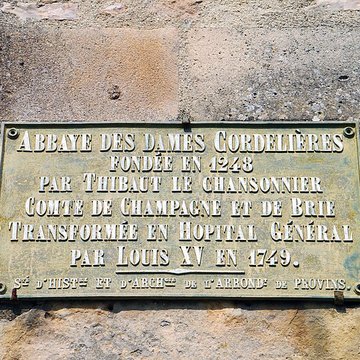 ABBAYE DES DAMES CORDELIÈRES
FONDÉE EN 1248
PAR THIBAUT LE CHANSONNIER
COMTE DE CHAMPAGNE ET DE BRIE
TRANSFORMÉE EN HOPITAL GÉNÉRAL
PAR LOUIS XV EN 1749.
Sté D'HISTre ET D'ARCHgie DE L'ARRONDt DE PROVINS.